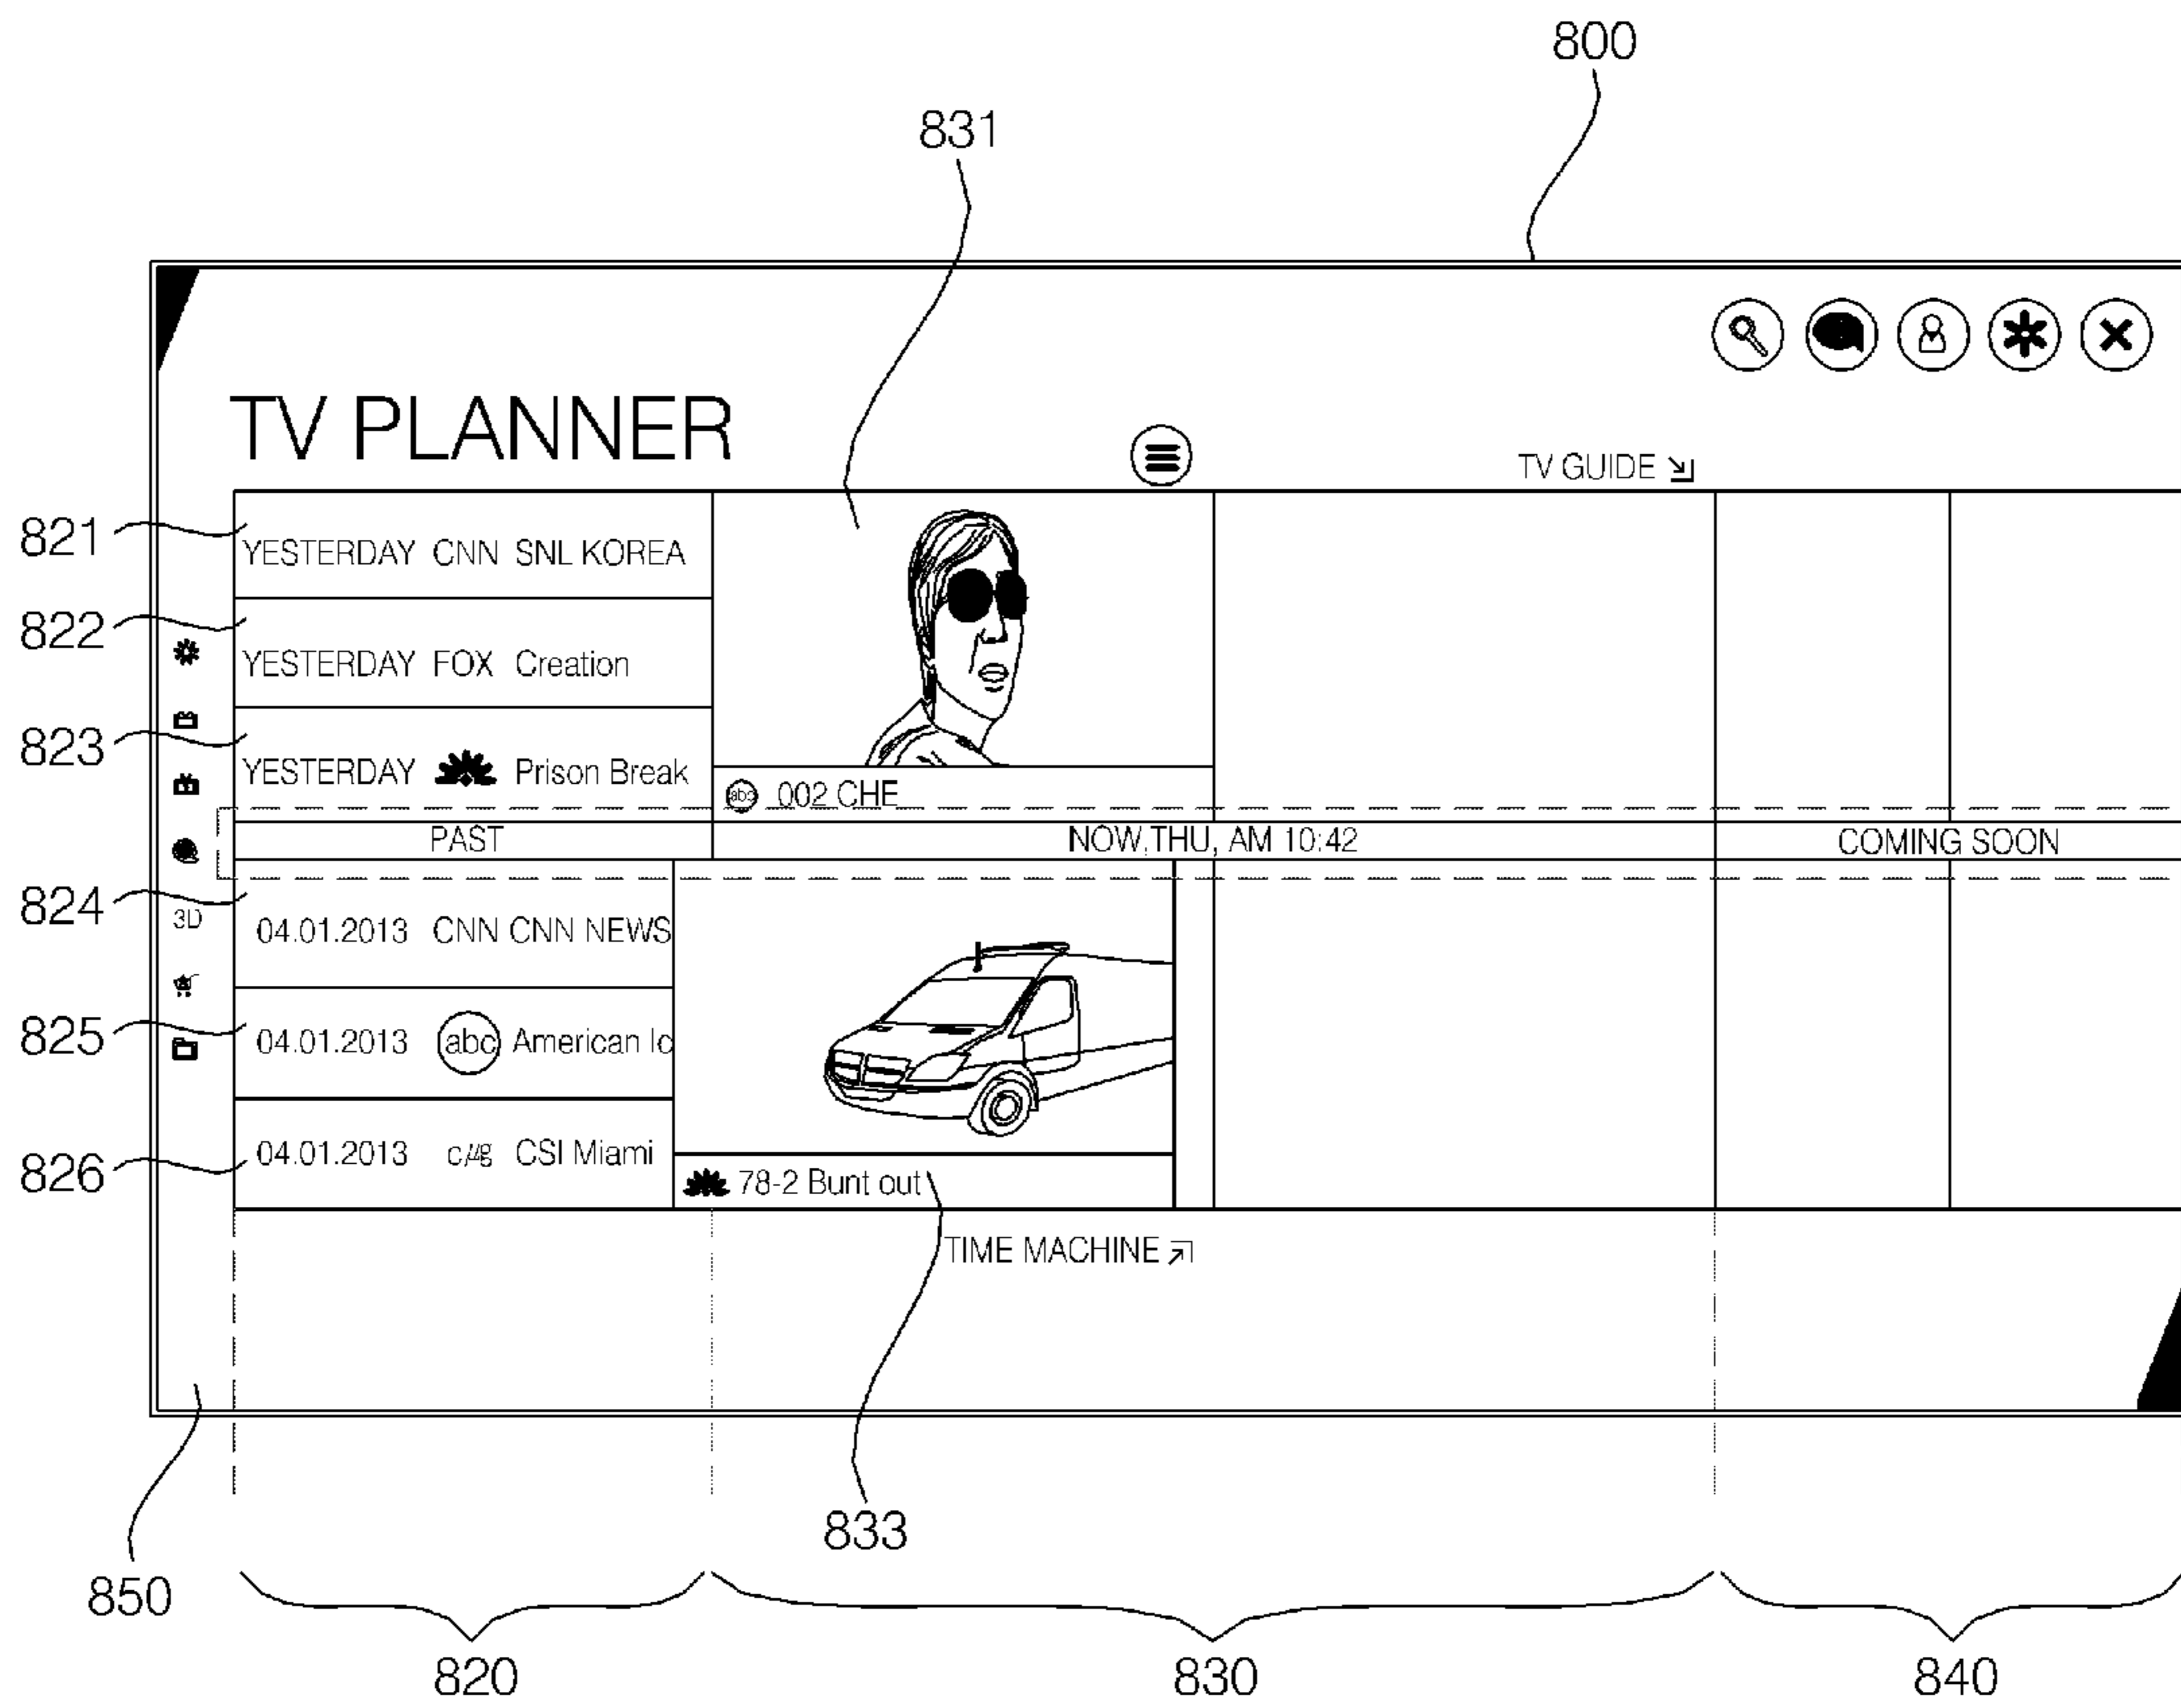 800
831
TV PLANNER
TV GUIDE
821
YESTERDAY CNN SNL KOREA
822
YESTERDAY FOX Creation
823
YESTERDAY Prison Break
abc 002 CHE
PAST NOW,THU, AM 10:42 COMING SOON
824
3D
04.01.2013 CNN CNN NEWS
825
04.01.2013 abc American Ic
826
04.01.2013 CSI Miami
78-2 Bunt out
TIME MACHINE
833
850
820 830 840